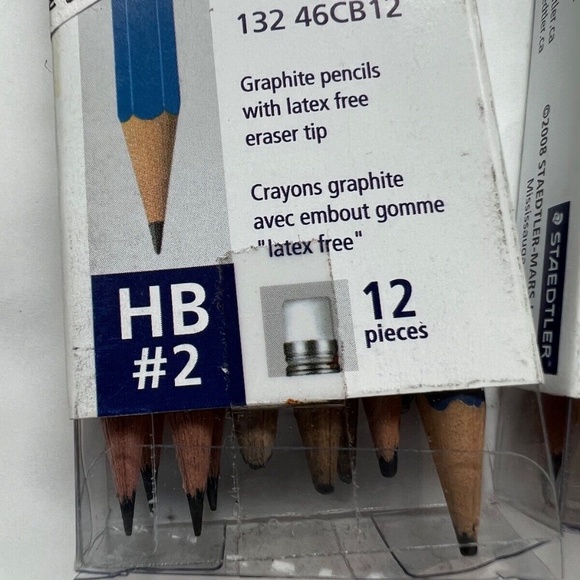 132 46CB12
Graphite pencils
with latex free
eraser tip
Crayons graphite
avec embout gomme
"latex free"
HB
#2
12
pieces
©2008 STAEDTLER-MARS
Mississauga
STAEDTLER